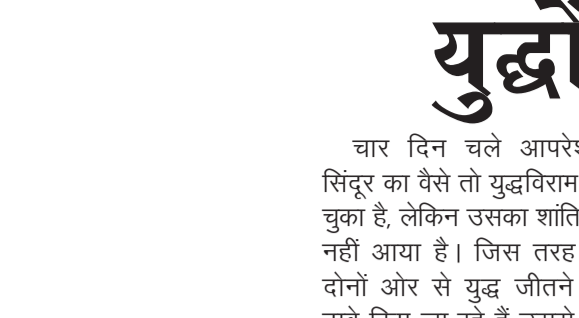 युद्धों
चार दिन चले
सिंदूर का वैसे तो युद्धविराम
चुका है, लेकिन उसका शांति
नहीं आया है। जिस तरह
दोनों ओर से युद्ध जीतने